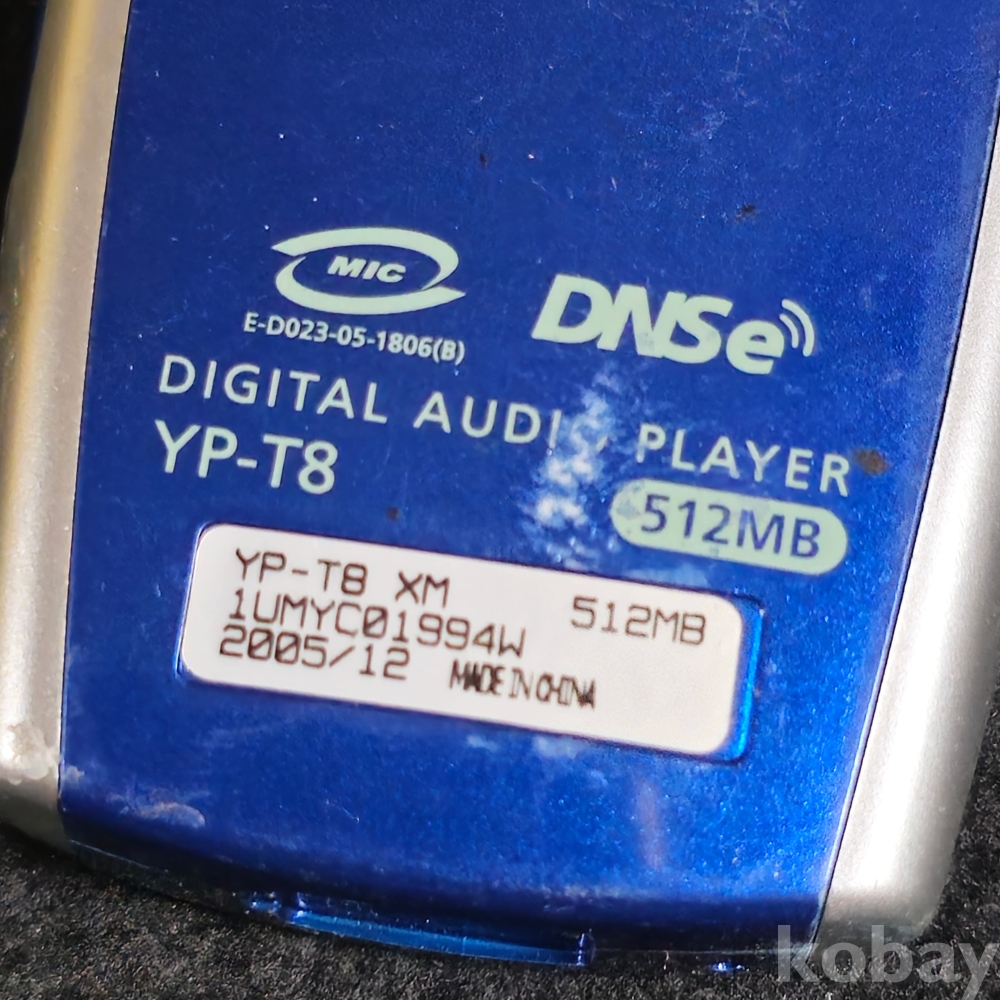 MIC
E-D023-05-1806(B)
DNSe
DIGITAL AUDI PLAYER
YP-T8
512MB
YP-T8 XM 512MB
1UMYC01994W
2005/12 MADE IN CHINA
kobay